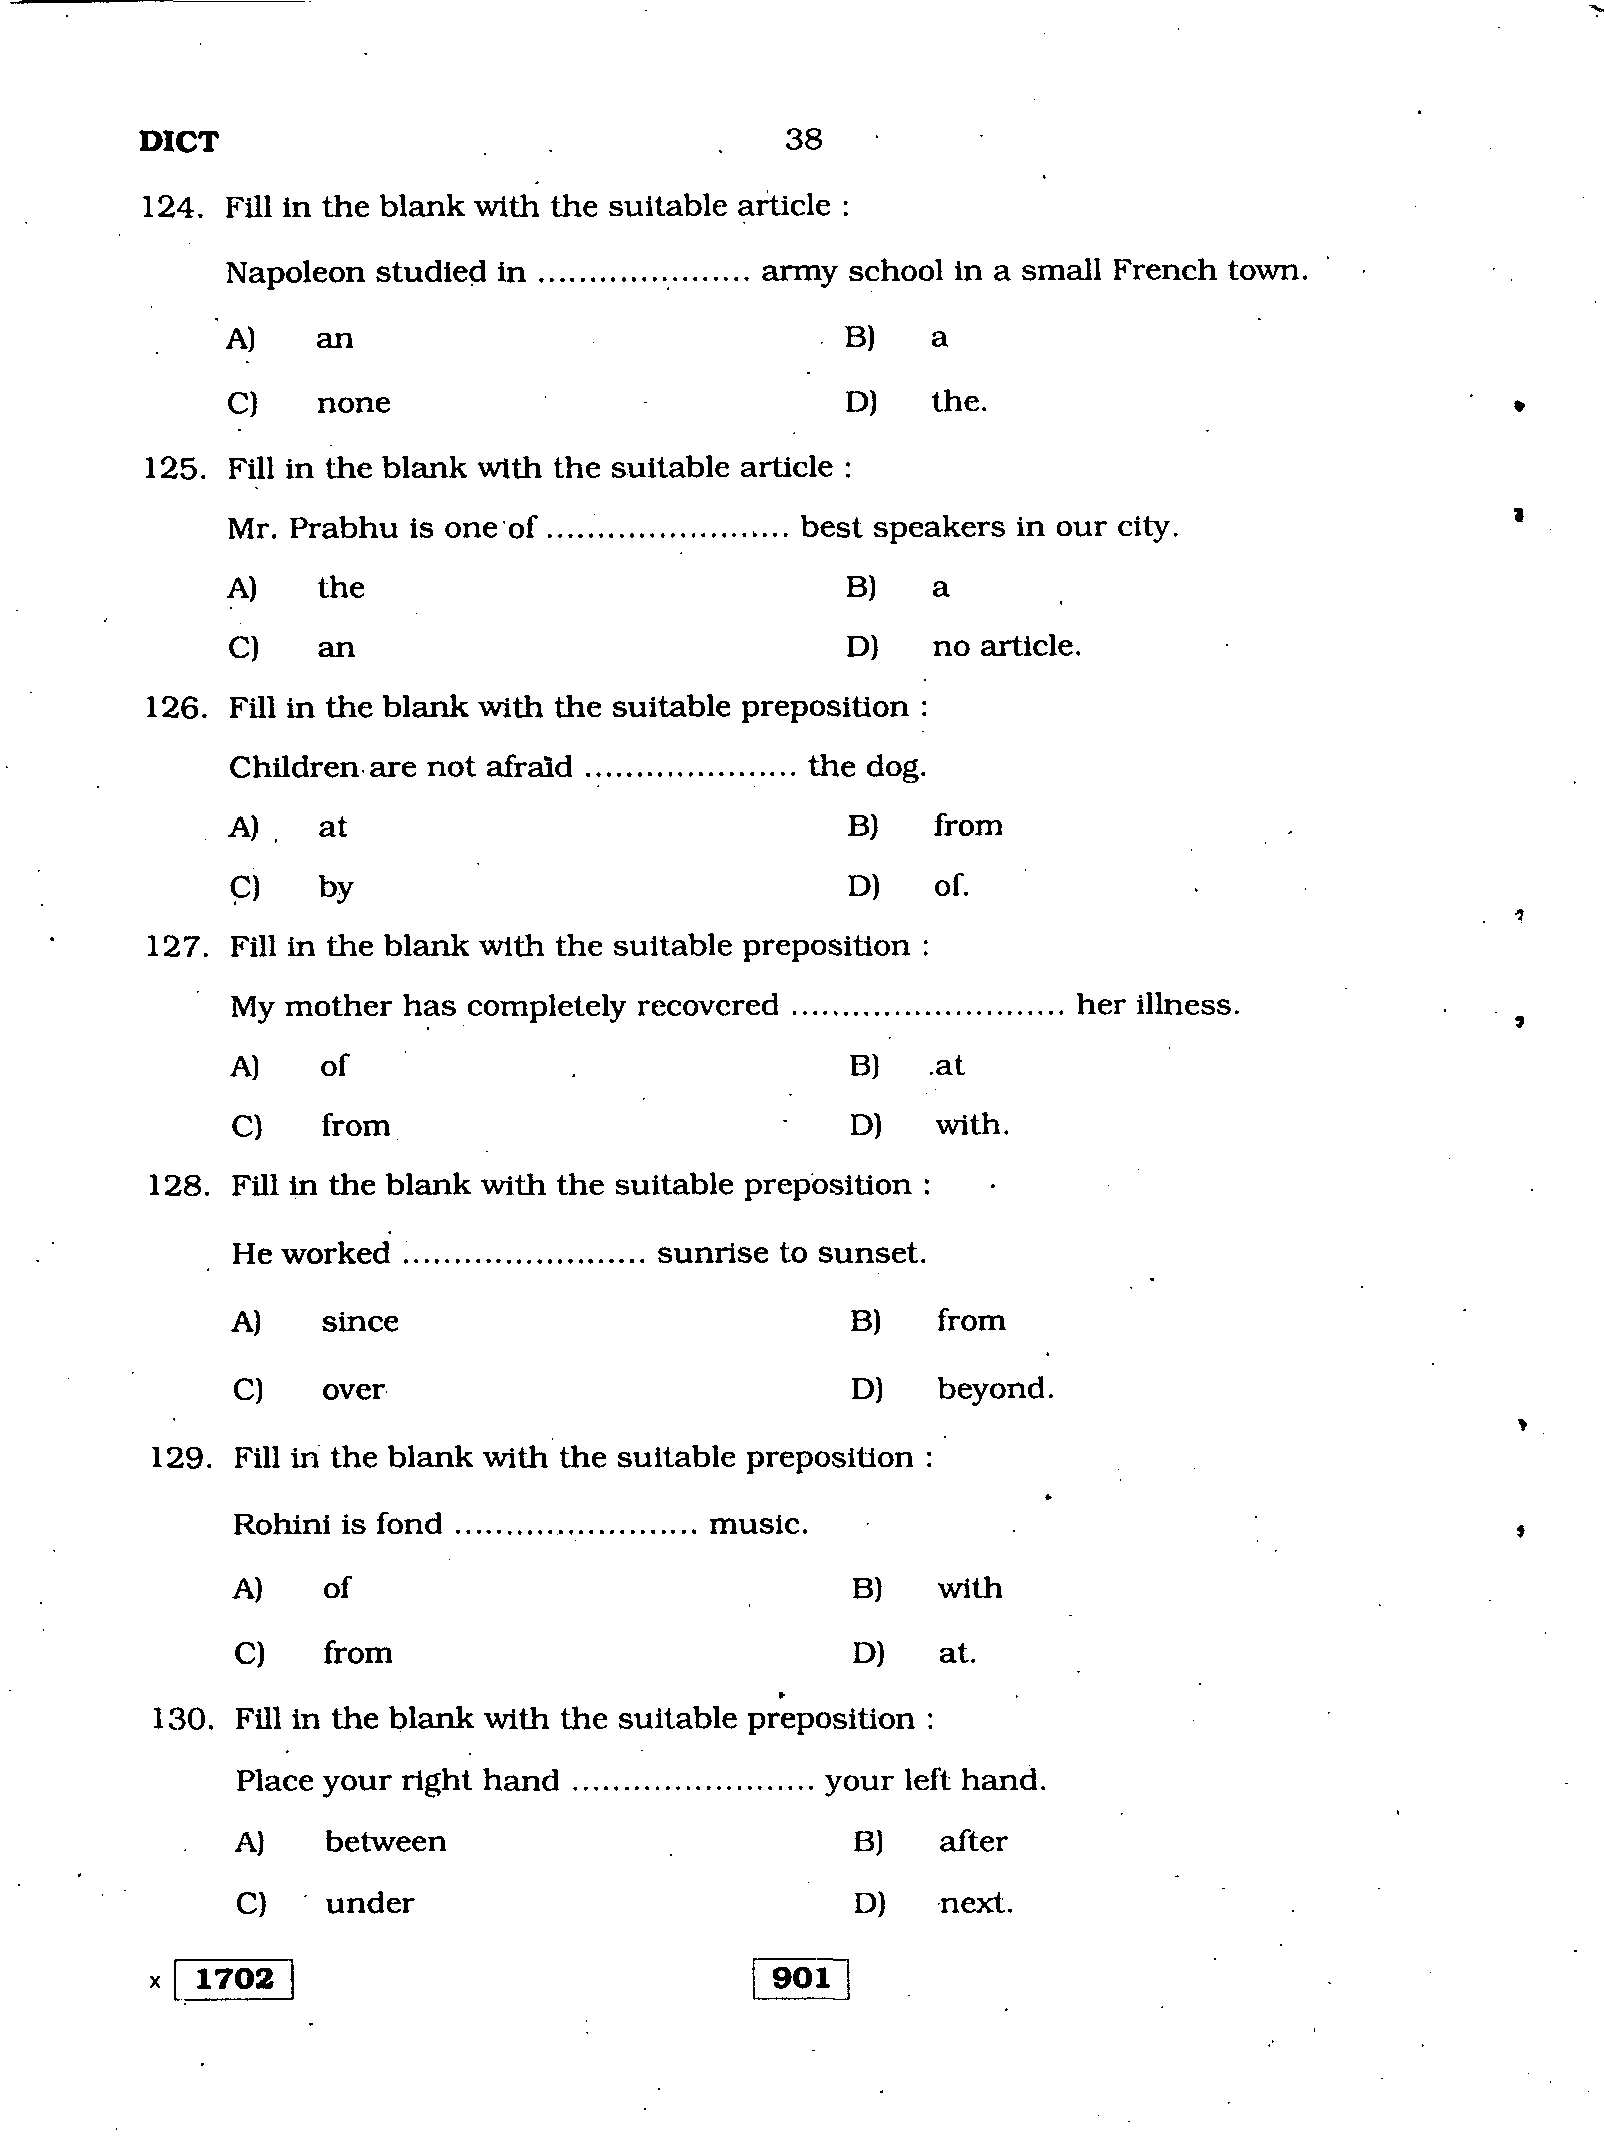 DICT 38
124. Fill in the blank with the suitable article :
Napoleon studied in ..................... army school in a small French town.
A) an B) a
C) none D) the.
125. Fill in the blank with the suitable article :
Mr. Prabhu is one of ........................ best speakers in our city.
A) the B) a
C) an D) no article.
126. Fill in the blank with the suitable preposition :
Children are not afraid ..................... the dog.
A) at B) from
C) by D) of.
127. Fill in the blank with the suitable preposition :
My mother has completely recovered ........................... her illness.
A) of B) at
C) from D) with.
128. Fill in the blank with the suitable preposition :
He worked ........................ sunrise to sunset.
A) since B) from
C) over D) beyond.
129. Fill in the blank with the suitable preposition :
Rohini is fond ........................ music.
A) of B) with
C) from D) at.
130. Fill in the blank with the suitable preposition :
Place your right hand ........................ your left hand.
A) between B) after
C) under D) next.
x 1702 901